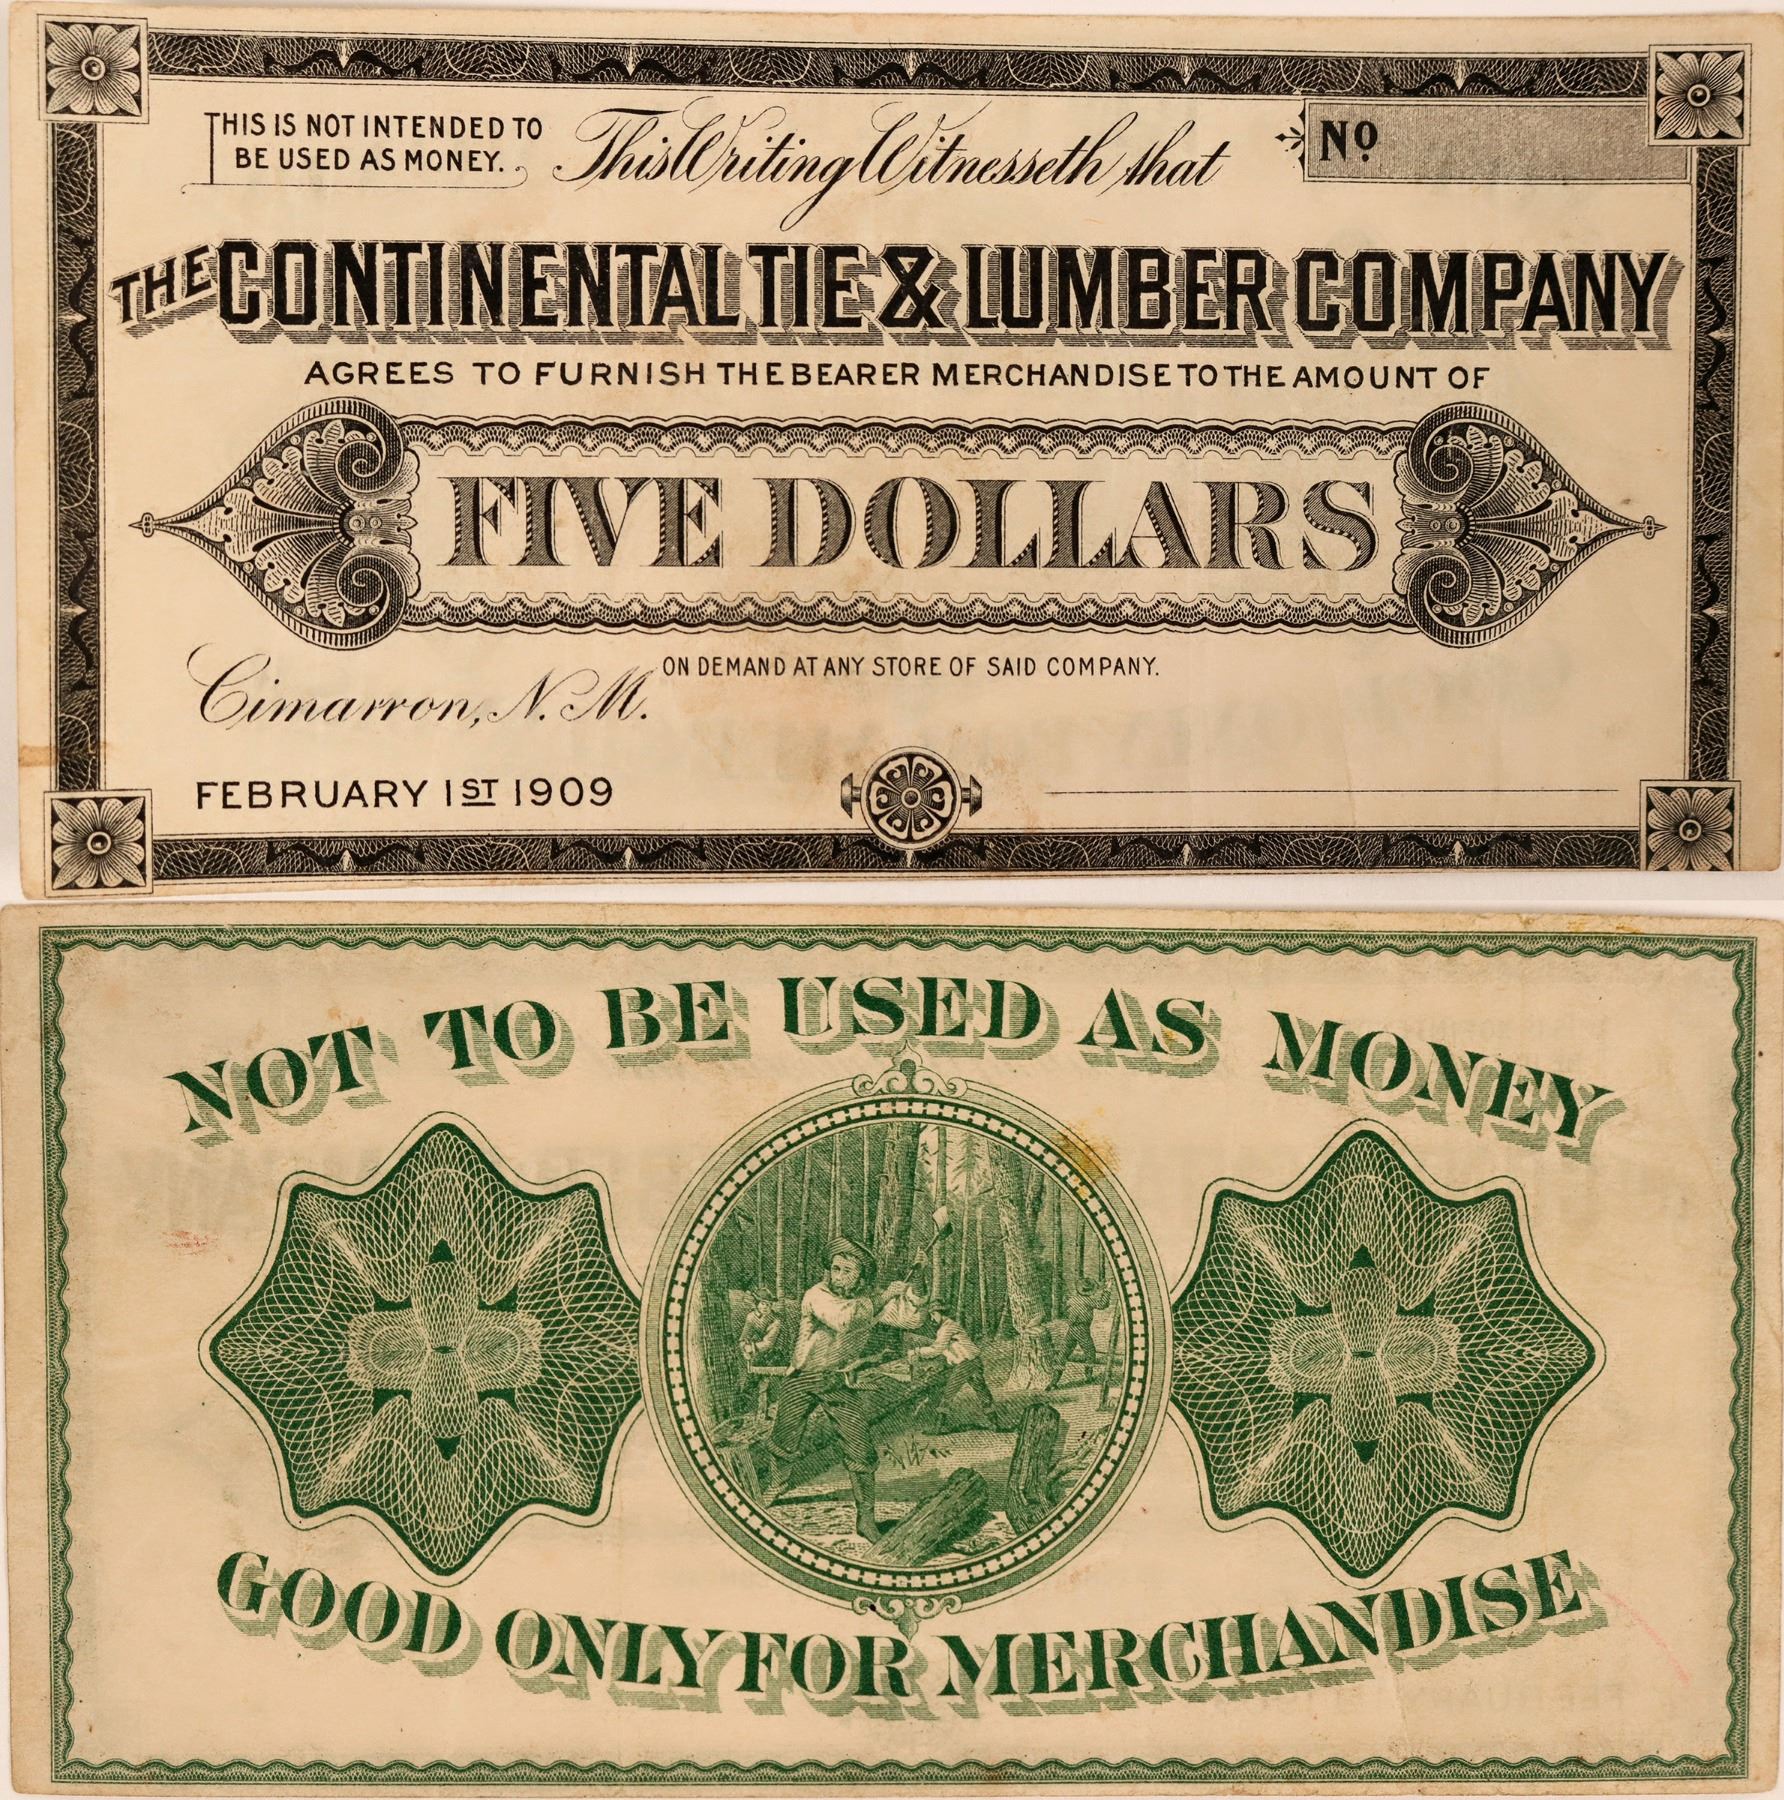 THIS IS NOT INTENDED TO
BE USED AS MONEY.
This Writing Witnesseth that
No
THE CONTINENTAL TIE & LUMBER COMPANY
AGREES TO FURNISH THE BEARER MERCHANDISE TO THE AMOUNT OF
FIVE DOLLARS
ON DEMAND AT ANY STORE OF SAID COMPANY.
Cimarron, N. M.
FEBRUARY 1ST 1909
NOT TO BE USED AS MONEY
GOOD ONLY FOR MERCHANDISE